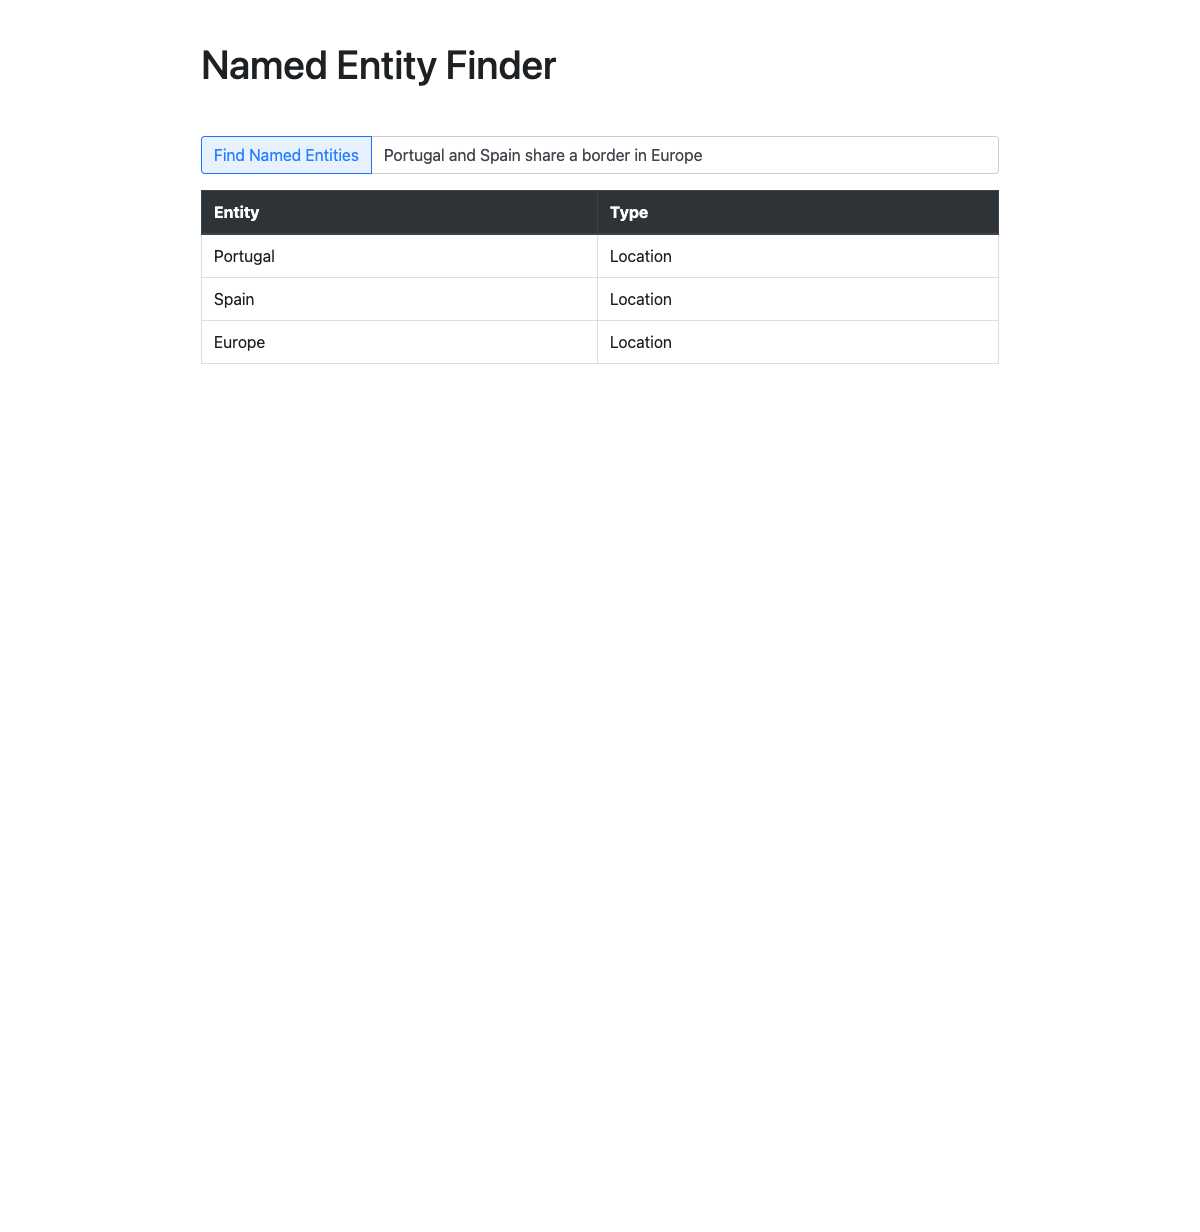 Named Entity Finder
Find Named Entities Portugal and Spain share a border in Europe
Entity Type
Portugal Location
Spain Location
Europe Location